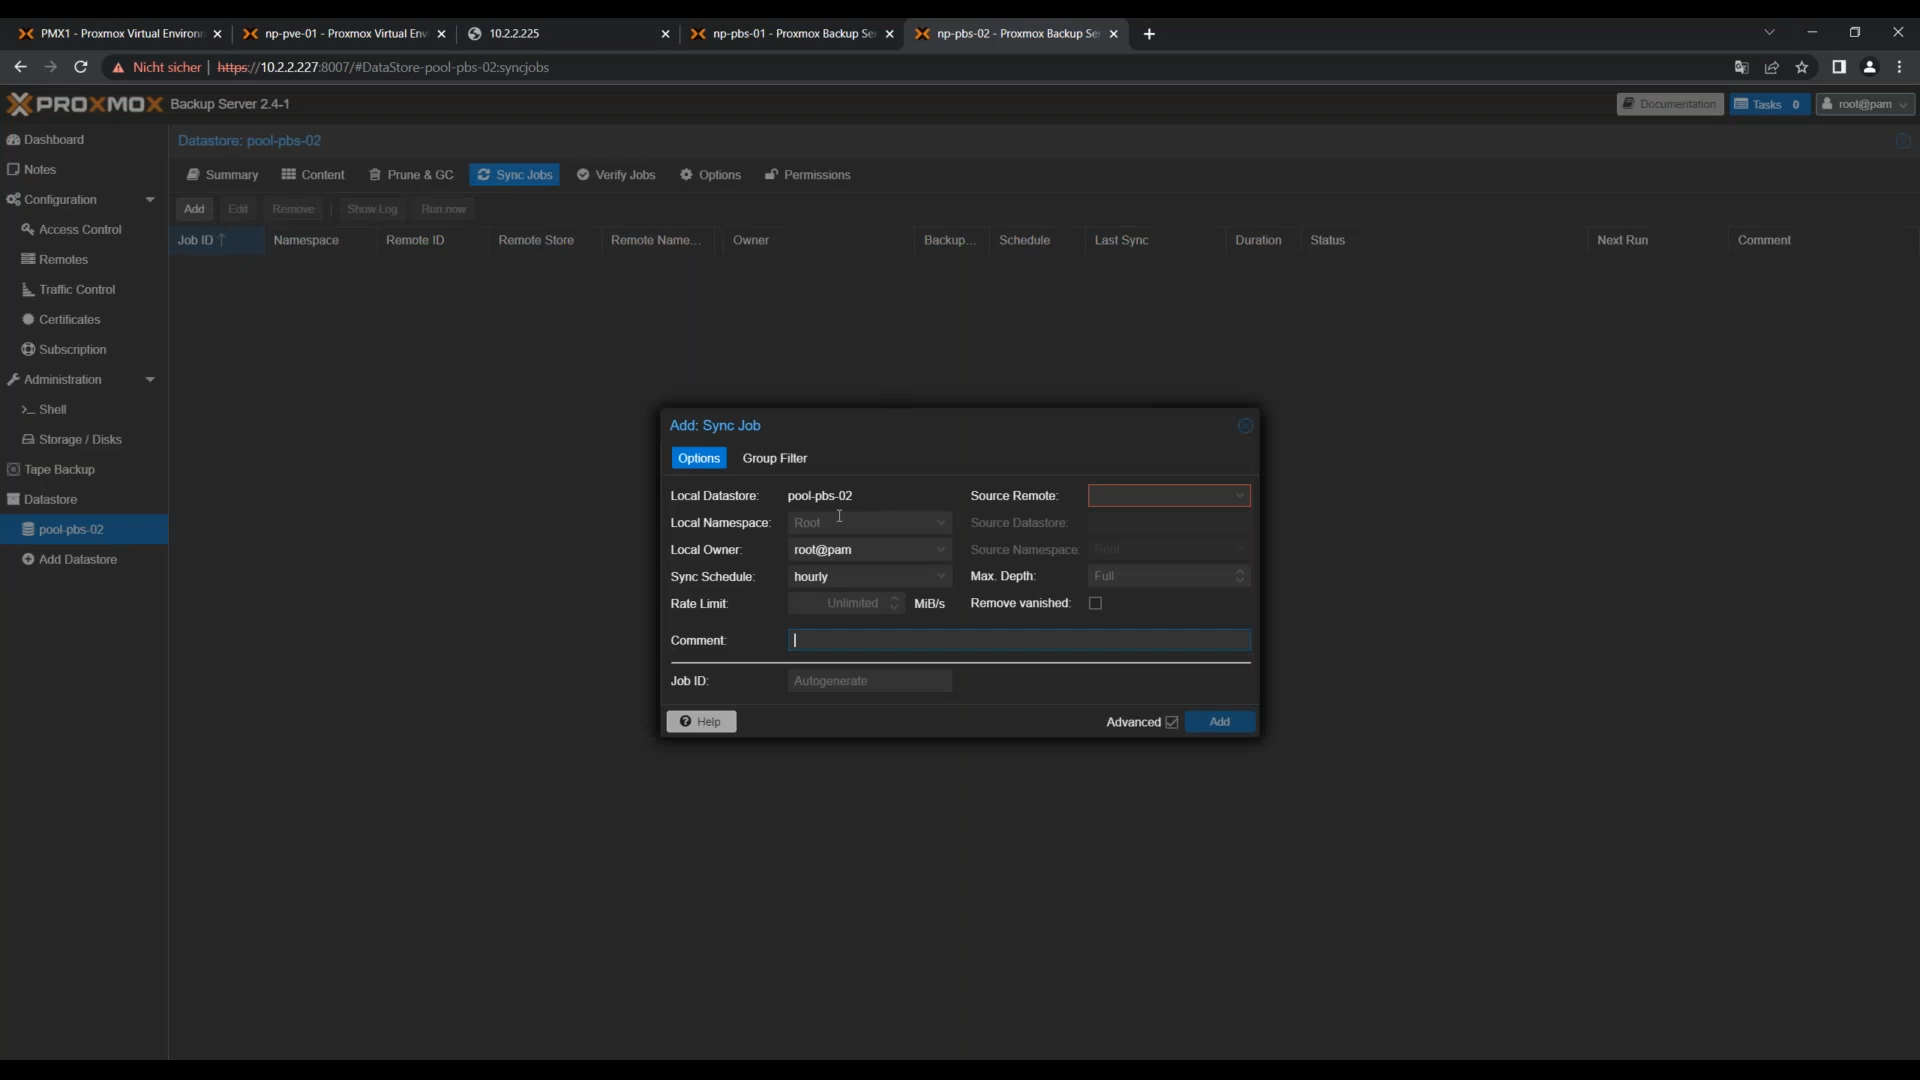 PMX1 - Proxmox Virtual Environm
np-pve-01 - Proxmox Virtual Envi
10.2.2.225
np-pbs-01 - Proxmox Backup Ser
np-pbs-02 - Proxmox Backup Se
Nicht sicher | https://10.2.2.227:8007/#DataStore-pool-pbs-02:syncjobs
PROXMOX Backup Server 2.4-1
Documentation
Tasks 0
root@pam
Dashboard
Notes
Configuration
Access Control
Remotes
Traffic Control
Certificates
Subscription
Administration
Shell
Storage / Disks
Tape Backup
Datastore
pool-pbs-02
Add Datastore
Datastore: pool-pbs-02
Summary Content Prune & GC Sync Jobs Verify Jobs Options Permissions
Add Edit Remove Show Log Run now
Job ID Namespace Remote ID Remote Store Remote Name... Owner Backup... Schedule Last Sync Duration Status Next Run Comment
Add: Sync Job
Options Group Filter
Local Datastore: pool-pbs-02 Source Remote:
Local Namespace: Root Source Datastore:
Local Owner: root@pam Source Namespace: Root
Sync Schedule: hourly Max. Depth: Full
Rate Limit: Unlimited MiB/s Remove vanished:
Comment:
Job ID: Autogenerate
Help Advanced Add